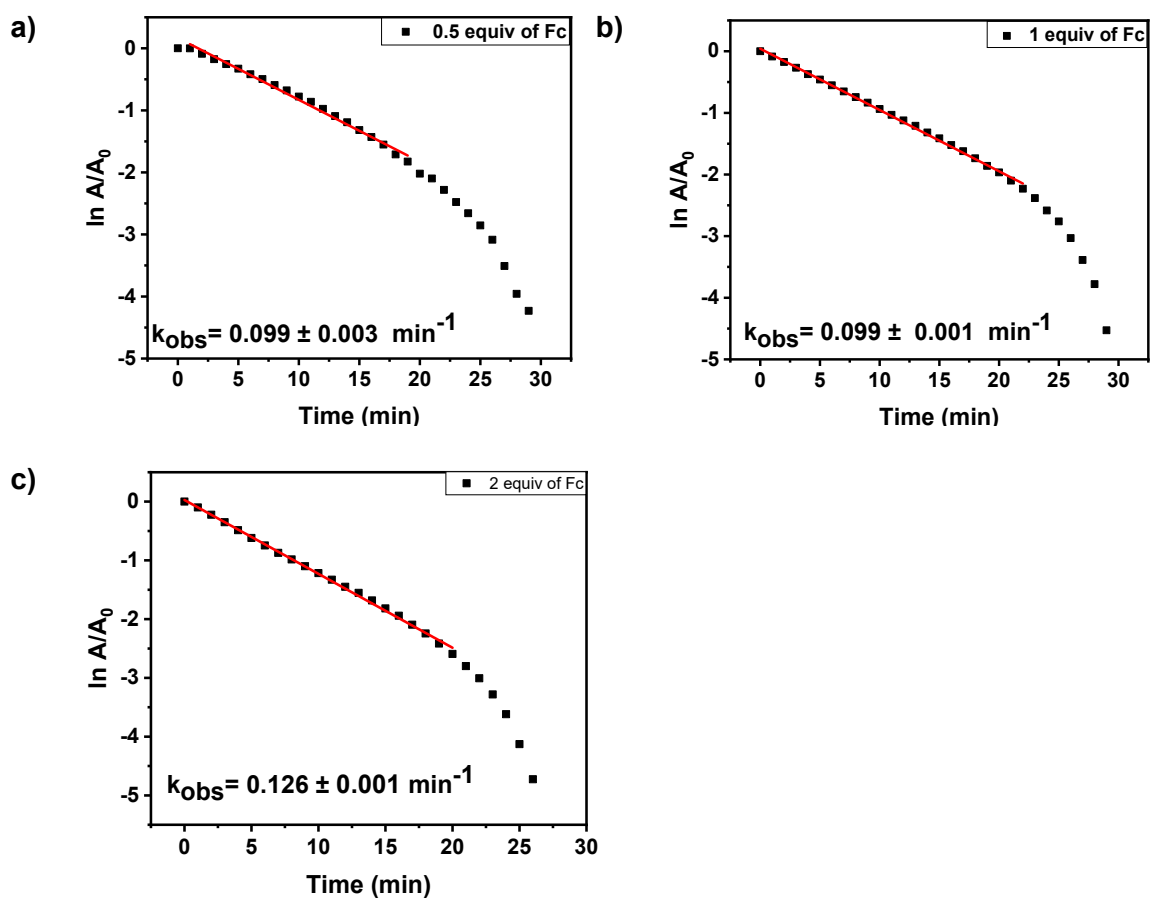 a)
0.5 equiv of Fc
0
-1
-2
-3
-4
-5
ln A/A0
kobs= 0.099 ± 0.003 min-1
0 5 10 15 20 25 30
Time (min)
b)
1 equiv of Fc
0
-1
-2
-3
-4
-5
ln A/A0
kobs= 0.099 ± 0.001 min-1
0 5 10 15 20 25 30
Time (min)
c)
2 equiv of Fc
0
-1
-2
-3
-4
-5
ln A/A0
kobs= 0.126 ± 0.001 min-1
0 5 10 15 20 25 30
Time (min)